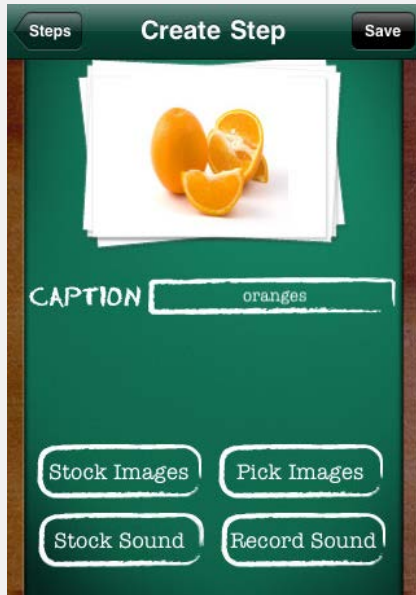 Steps Create Step Save
CAPTION oranges
Stock Images Pick Images
Stock Sound Record Sound